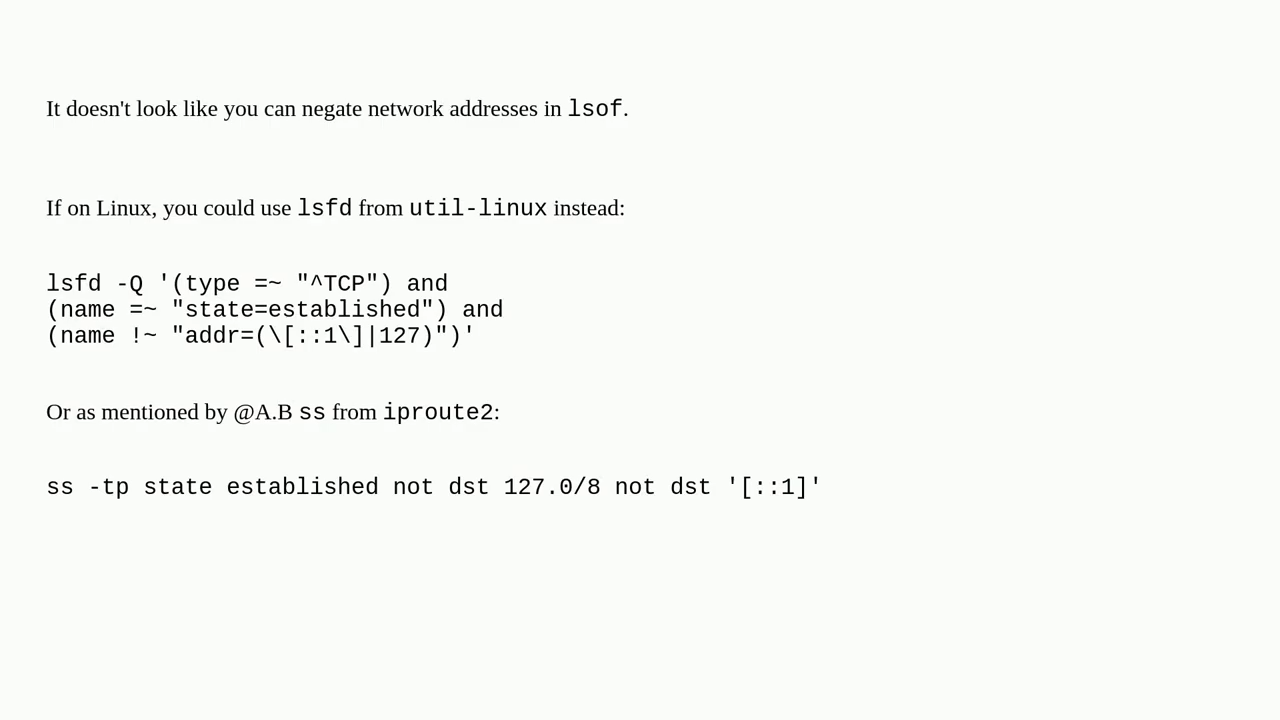 It doesn't look like you can negate network addresses in lsof.
If on Linux, you could use lsfd from util-linux instead:
lsfd -Q '(type =~ "^TCP") and
(name =~ "state=established") and
(name !~ "addr=(\[::1\]|127)")'
Or as mentioned by @A.B ss from iproute2:
ss -tp state established not dst 127.0/8 not dst '[::1]'